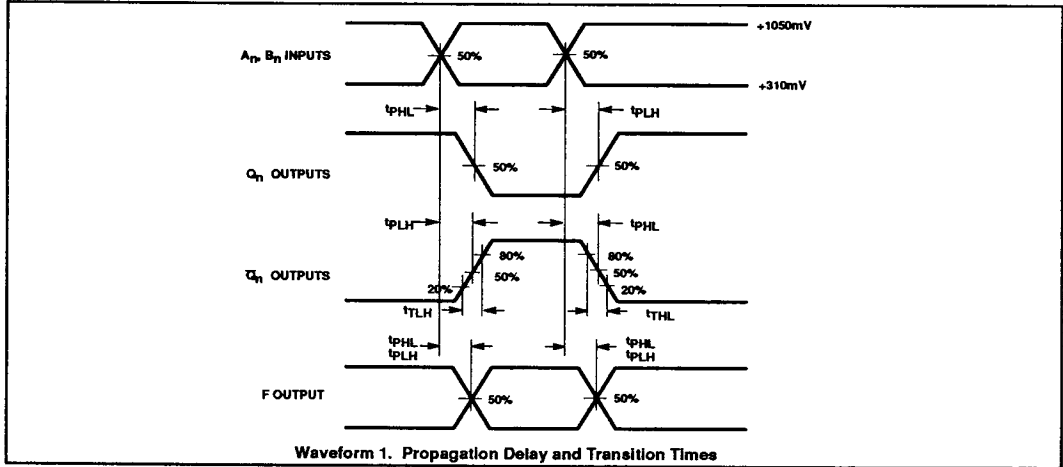 +1050mV
An, Bn INPUTS
50%
50%
+310mV
tPHL
tPLH
Qn OUTPUTS
50%
50%
tPLH
tPHL
80%
80%
Q̅n OUTPUTS
50%
50%
20%
20%
tTLH
tTHL
tPHL
tPLH
tPHL
tPLH
F OUTPUT
50%
50%
Waveform 1. Propagation Delay and Transition Times